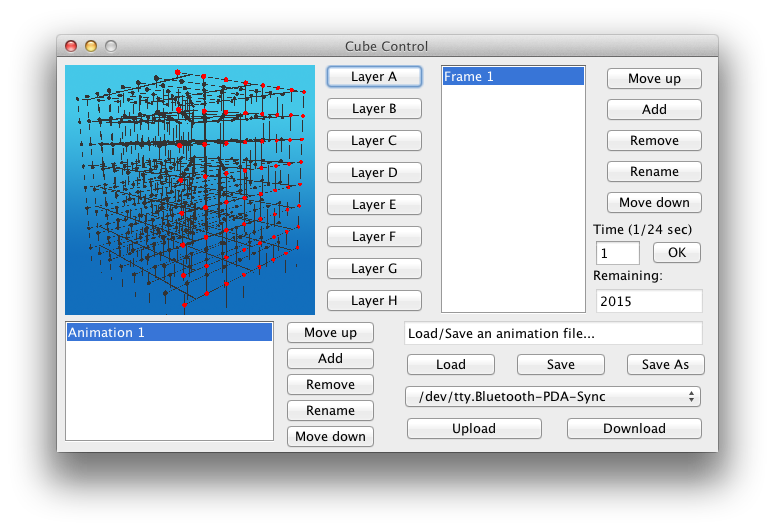 Cube Control
Layer A
Layer B
Layer C
Layer D
Layer E
Layer F
Layer G
Layer H
Frame 1
Move up
Add
Remove
Rename
Move down
Time (1/24 sec)
1
OK
Remaining:
2015
Animation 1
Move up
Add
Remove
Rename
Move down
Load/Save an animation file...
Load
Save
Save As
/dev/tty.Bluetooth-PDA-Sync
Upload
Download